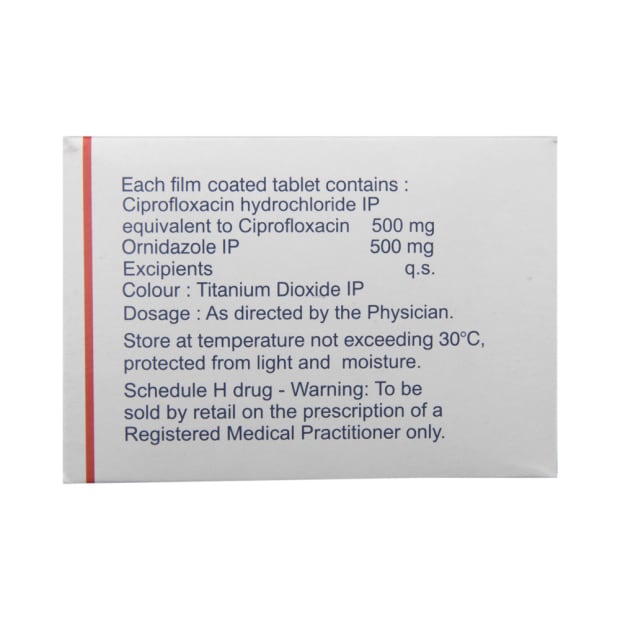 Each film coated tablet contains :
Ciprofloxacin hydrochloride IP
equivalent to Ciprofloxacin 500 mg
Ornidazole IP 500 mg
Excipients q.s.
Colour : Titanium Dioxide IP
Dosage : As directed by the Physician.
Store at temperature not exceeding 30°C,
protected from light and moisture.
Schedule H drug - Warning: To be
sold by retail on the prescription of a
Registered Medical Practitioner only.